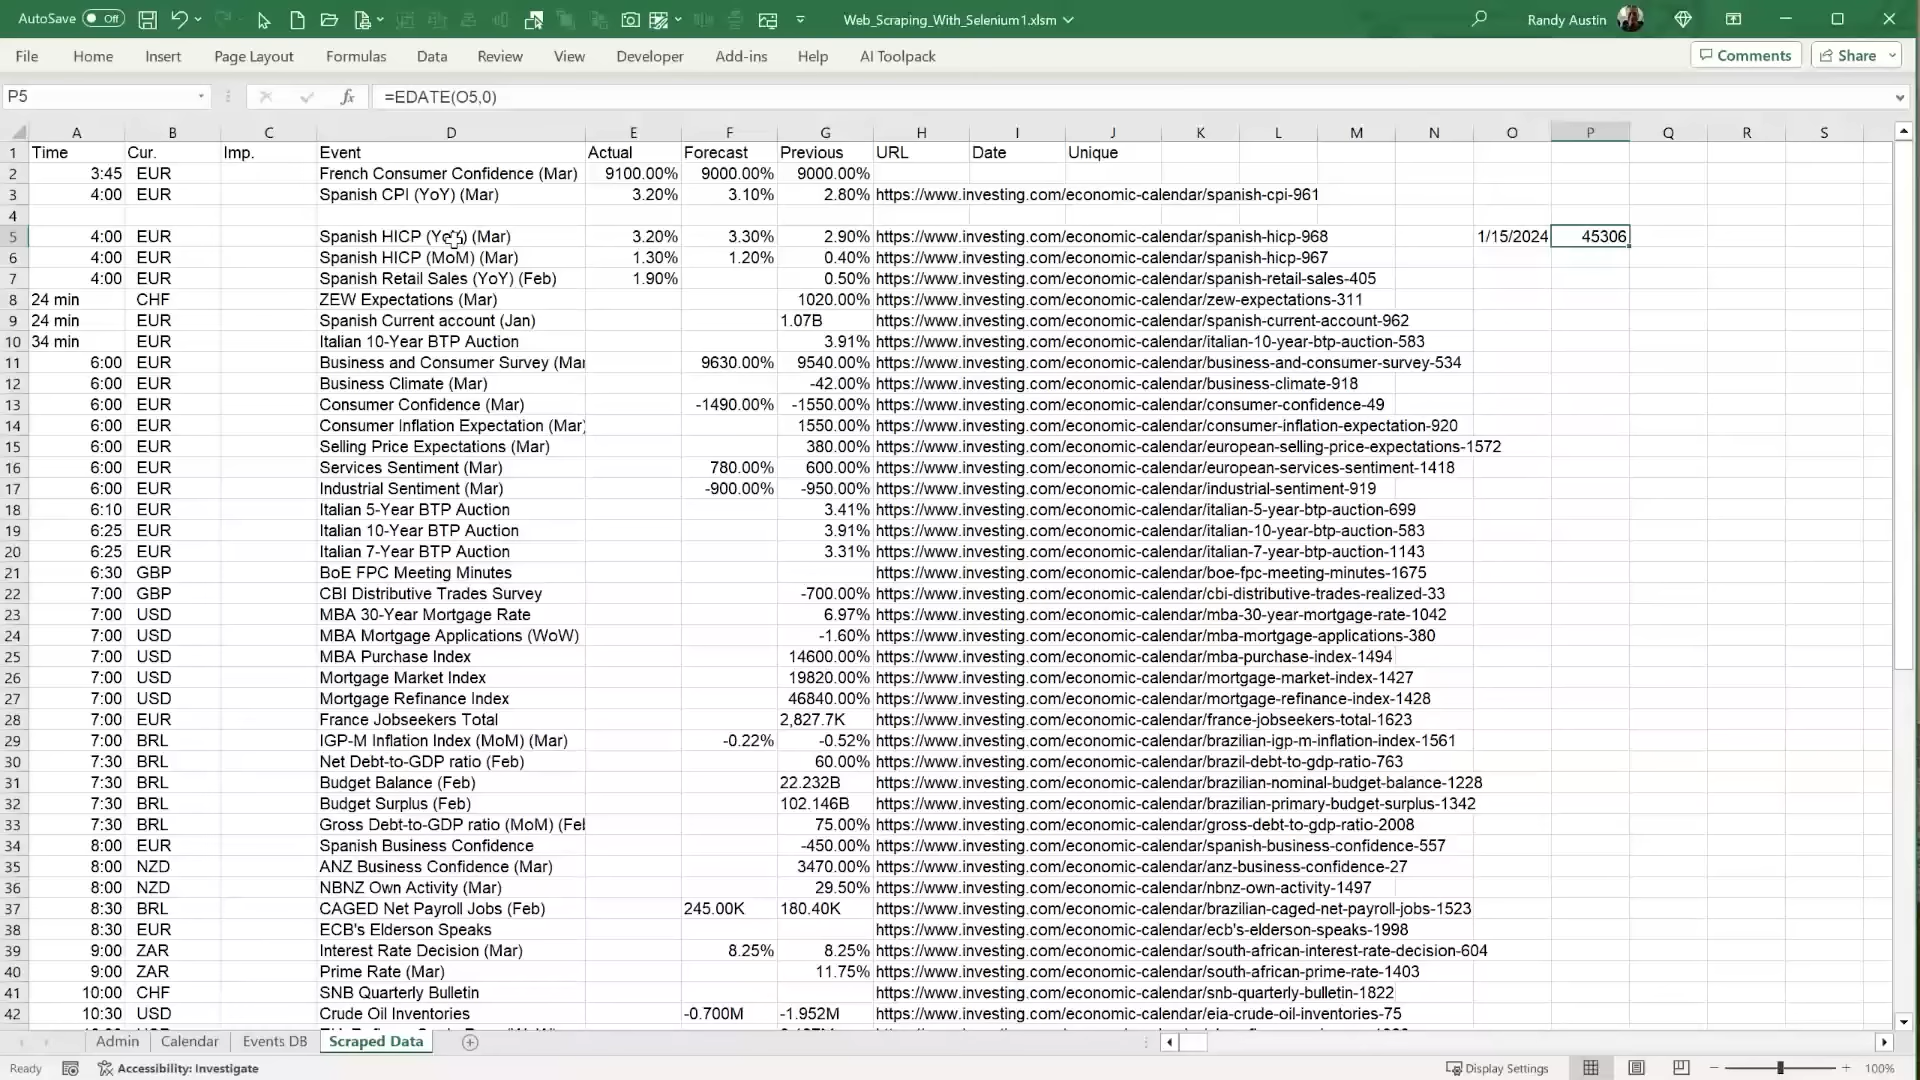 AutoSave Off Web_Scraping_With_Selenium1.xlsm Randy Austin
File Home Insert Page Layout Formulas Data Review View Developer Add-ins Help AI Toolpack Comments Share
P5 fx =EDATE(O5,0)
A B C D E F G H I J K L M N O P Q R S
1 Time Cur. Imp. Event Actual Forecast Previous URL Date Unique
2 3:45 EUR French Consumer Confidence (Mar) 9100.00% 9000.00% 9000.00%
3 4:00 EUR Spanish CPI (YoY) (Mar) 3.20% 3.10% 2.80% https://www.investing.com/economic-calendar/spanish-cpi-961
4
5 4:00 EUR Spanish HICP (YoY) (Mar) 3.20% 3.30% 2.90% https://www.investing.com/economic-calendar/spanish-hicp-968 1/15/2024 45306
6 4:00 EUR Spanish HICP (MoM) (Mar) 1.30% 1.20% 0.40% https://www.investing.com/economic-calendar/spanish-hicp-967
7 4:00 EUR Spanish Retail Sales (YoY) (Feb) 1.90% 0.50% https://www.investing.com/economic-calendar/spanish-retail-sales-405
8 24 min CHF ZEW Expectations (Mar) 1020.00% https://www.investing.com/economic-calendar/zew-expectations-311
9 24 min EUR Spanish Current account (Jan) 1.07B https://www.investing.com/economic-calendar/spanish-current-account-962
10 34 min EUR Italian 10-Year BTP Auction 3.91% https://www.investing.com/economic-calendar/italian-10-year-btp-auction-583
11 6:00 EUR Business and Consumer Survey (Mar 9630.00% 9540.00% https://www.investing.com/economic-calendar/business-and-consumer-survey-534
12 6:00 EUR Business Climate (Mar) -42.00% https://www.investing.com/economic-calendar/business-climate-918
13 6:00 EUR Consumer Confidence (Mar) -1490.00% -1550.00% https://www.investing.com/economic-calendar/consumer-confidence-49
14 6:00 EUR Consumer Inflation Expectation (Mar) 1550.00% https://www.investing.com/economic-calendar/consumer-inflation-expectation-920
15 6:00 EUR Selling Price Expectations (Mar) 380.00% https://www.investing.com/economic-calendar/european-selling-price-expectations-1572
16 6:00 EUR Services Sentiment (Mar) 780.00% 600.00% https://www.investing.com/economic-calendar/european-services-sentiment-1418
17 6:00 EUR Industrial Sentiment (Mar) -900.00% -950.00% https://www.investing.com/economic-calendar/industrial-sentiment-919
18 6:10 EUR Italian 5-Year BTP Auction 3.41% https://www.investing.com/economic-calendar/italian-5-year-btp-auction-699
19 6:25 EUR Italian 10-Year BTP Auction 3.91% https://www.investing.com/economic-calendar/italian-10-year-btp-auction-583
20 6:25 EUR Italian 7-Year BTP Auction 3.31% https://www.investing.com/economic-calendar/italian-7-year-btp-auction-1143
21 6:30 GBP BoE FPC Meeting Minutes https://www.investing.com/economic-calendar/boe-fpc-meeting-minutes-1675
22 7:00 GBP CBI Distributive Trades Survey -700.00% https://www.investing.com/economic-calendar/cbi-distributive-trades-realized-33
23 7:00 USD MBA 30-Year Mortgage Rate 6.97% https://www.investing.com/economic-calendar/mba-30-year-mortgage-rate-1042
24 7:00 USD MBA Mortgage Applications (WoW) -1.60% https://www.investing.com/economic-calendar/mba-mortgage-applications-380
25 7:00 USD MBA Purchase Index 14600.00% https://www.investing.com/economic-calendar/mba-purchase-index-1494
26 7:00 USD Mortgage Market Index 19820.00% https://www.investing.com/economic-calendar/mortgage-market-index-1427
27 7:00 USD Mortgage Refinance Index 46840.00% https://www.investing.com/economic-calendar/mortgage-refinance-index-1428
28 7:00 EUR France Jobseekers Total 2,827.7K https://www.investing.com/economic-calendar/france-jobseekers-total-1623
29 7:00 BRL IGP-M Inflation Index (MoM) (Mar) -0.22% -0.52% https://www.investing.com/economic-calendar/brazilian-igp-m-inflation-index-1561
30 7:30 BRL Net Debt-to-GDP ratio (Feb) 60.00% https://www.investing.com/economic-calendar/brazil-debt-to-gdp-ratio-763
31 7:30 BRL Budget Balance (Feb) 22.232B https://www.investing.com/economic-calendar/brazilian-nominal-budget-balance-1228
32 7:30 BRL Budget Surplus (Feb) 102.146B https://www.investing.com/economic-calendar/brazilian-primary-budget-surplus-1342
33 7:30 BRL Gross Debt-to-GDP ratio (MoM) (Feb 75.00% https://www.investing.com/economic-calendar/gross-debt-to-gdp-ratio-2008
34 8:00 EUR Spanish Business Confidence -450.00% https://www.investing.com/economic-calendar/spanish-business-confidence-557
35 8:00 NZD ANZ Business Confidence (Mar) 3470.00% https://www.investing.com/economic-calendar/anz-business-confidence-27
36 8:00 NZD NBNZ Own Activity (Mar) 29.50% https://www.investing.com/economic-calendar/nbnz-own-activity-1497
37 8:30 BRL CAGED Net Payroll Jobs (Feb) 245.00K 180.40K https://www.investing.com/economic-calendar/brazilian-caged-net-payroll-jobs-1523
38 8:30 EUR ECB's Elderson Speaks https://www.investing.com/economic-calendar/ecb's-elderson-speaks-1998
39 9:00 ZAR Interest Rate Decision (Mar) 8.25% 8.25% https://www.investing.com/economic-calendar/south-african-interest-rate-decision-604
40 9:00 ZAR Prime Rate (Mar) 11.75% https://www.investing.com/economic-calendar/south-african-prime-rate-1403
41 10:00 CHF SNB Quarterly Bulletin https://www.investing.com/economic-calendar/snb-quarterly-bulletin-1822
42 10:30 USD Crude Oil Inventories -0.700M -1.952M https://www.investing.com/economic-calendar/eia-crude-oil-inventories-75
Admin Calendar Events DB Scraped Data
Ready Accessibility: Investigate Display Settings 100%